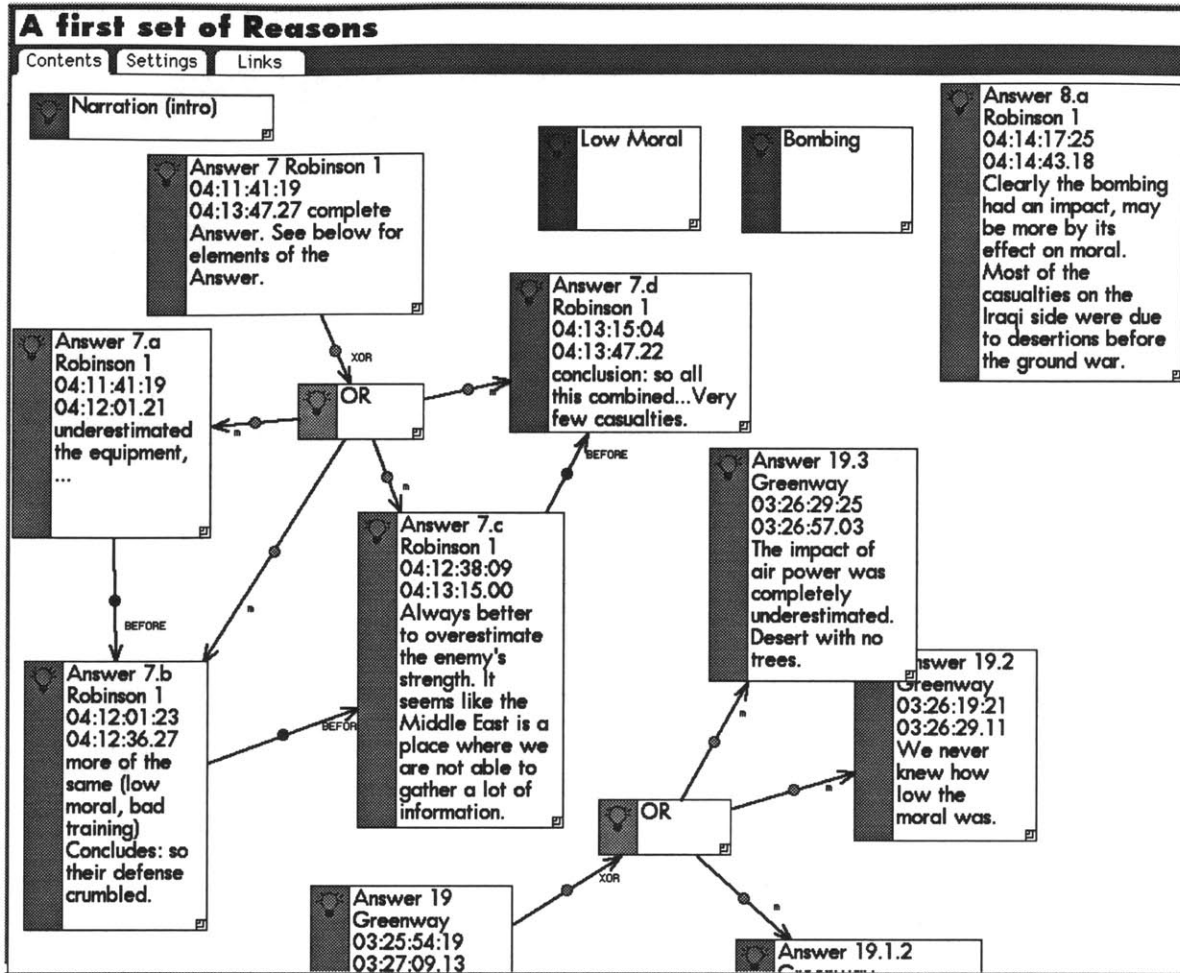 A first set of Reasons
Contents
Settings
Links
Narration (intro)
Answer 7 Robinson 1
04:11:41:19
04:13:47.27 complete
Answer. See below for
elements of the
Answer.
Low Moral
Bombing
Answer 8.a
Robinson 1
04:14:17:25
04:14:43.18
Clearly the bombing
had an impact, may
be more by its
effect on moral.
Most of the
casualties on the
Iraqi side were due
to desertions before
the ground war.
Answer 7.d
Robinson 1
04:13:15:04
04:13:47.22
conclusion: so all
this combined...Very
few casualties.
Answer 7.a
Robinson 1
04:11:41:19
04:12:01.21
underestimated
the equipment,
...
XOR
OR
m
m
m
m
BEFORE
BEFORE
BEFOR
Answer 7.c
Robinson 1
04:12:38:09
04:13:15.00
Always better
to overestimate
the enemy's
strength. It
seems like the
Middle East is a
place where we
are not able to
gather a lot of
information.
Answer 19.3
Greenway
03:26:29:25
03:26:57.03
The impact of
air power was
completely
underestimated.
Desert with no
trees.
Answer 7.b
Robinson 1
04:12:01:23
04:12:36.27
more of the
same (low
moral, bad
training)
Concludes: so
their defense
crumbled.
nswer 19.2
Greenway
03:26:19:21
03:26:29.11
We never
knew how
low the
moral was.
OR
XOR
m
m
m
Answer 19
Greenway
03:25:54:19
03:27:09.13
Answer 19.1.2